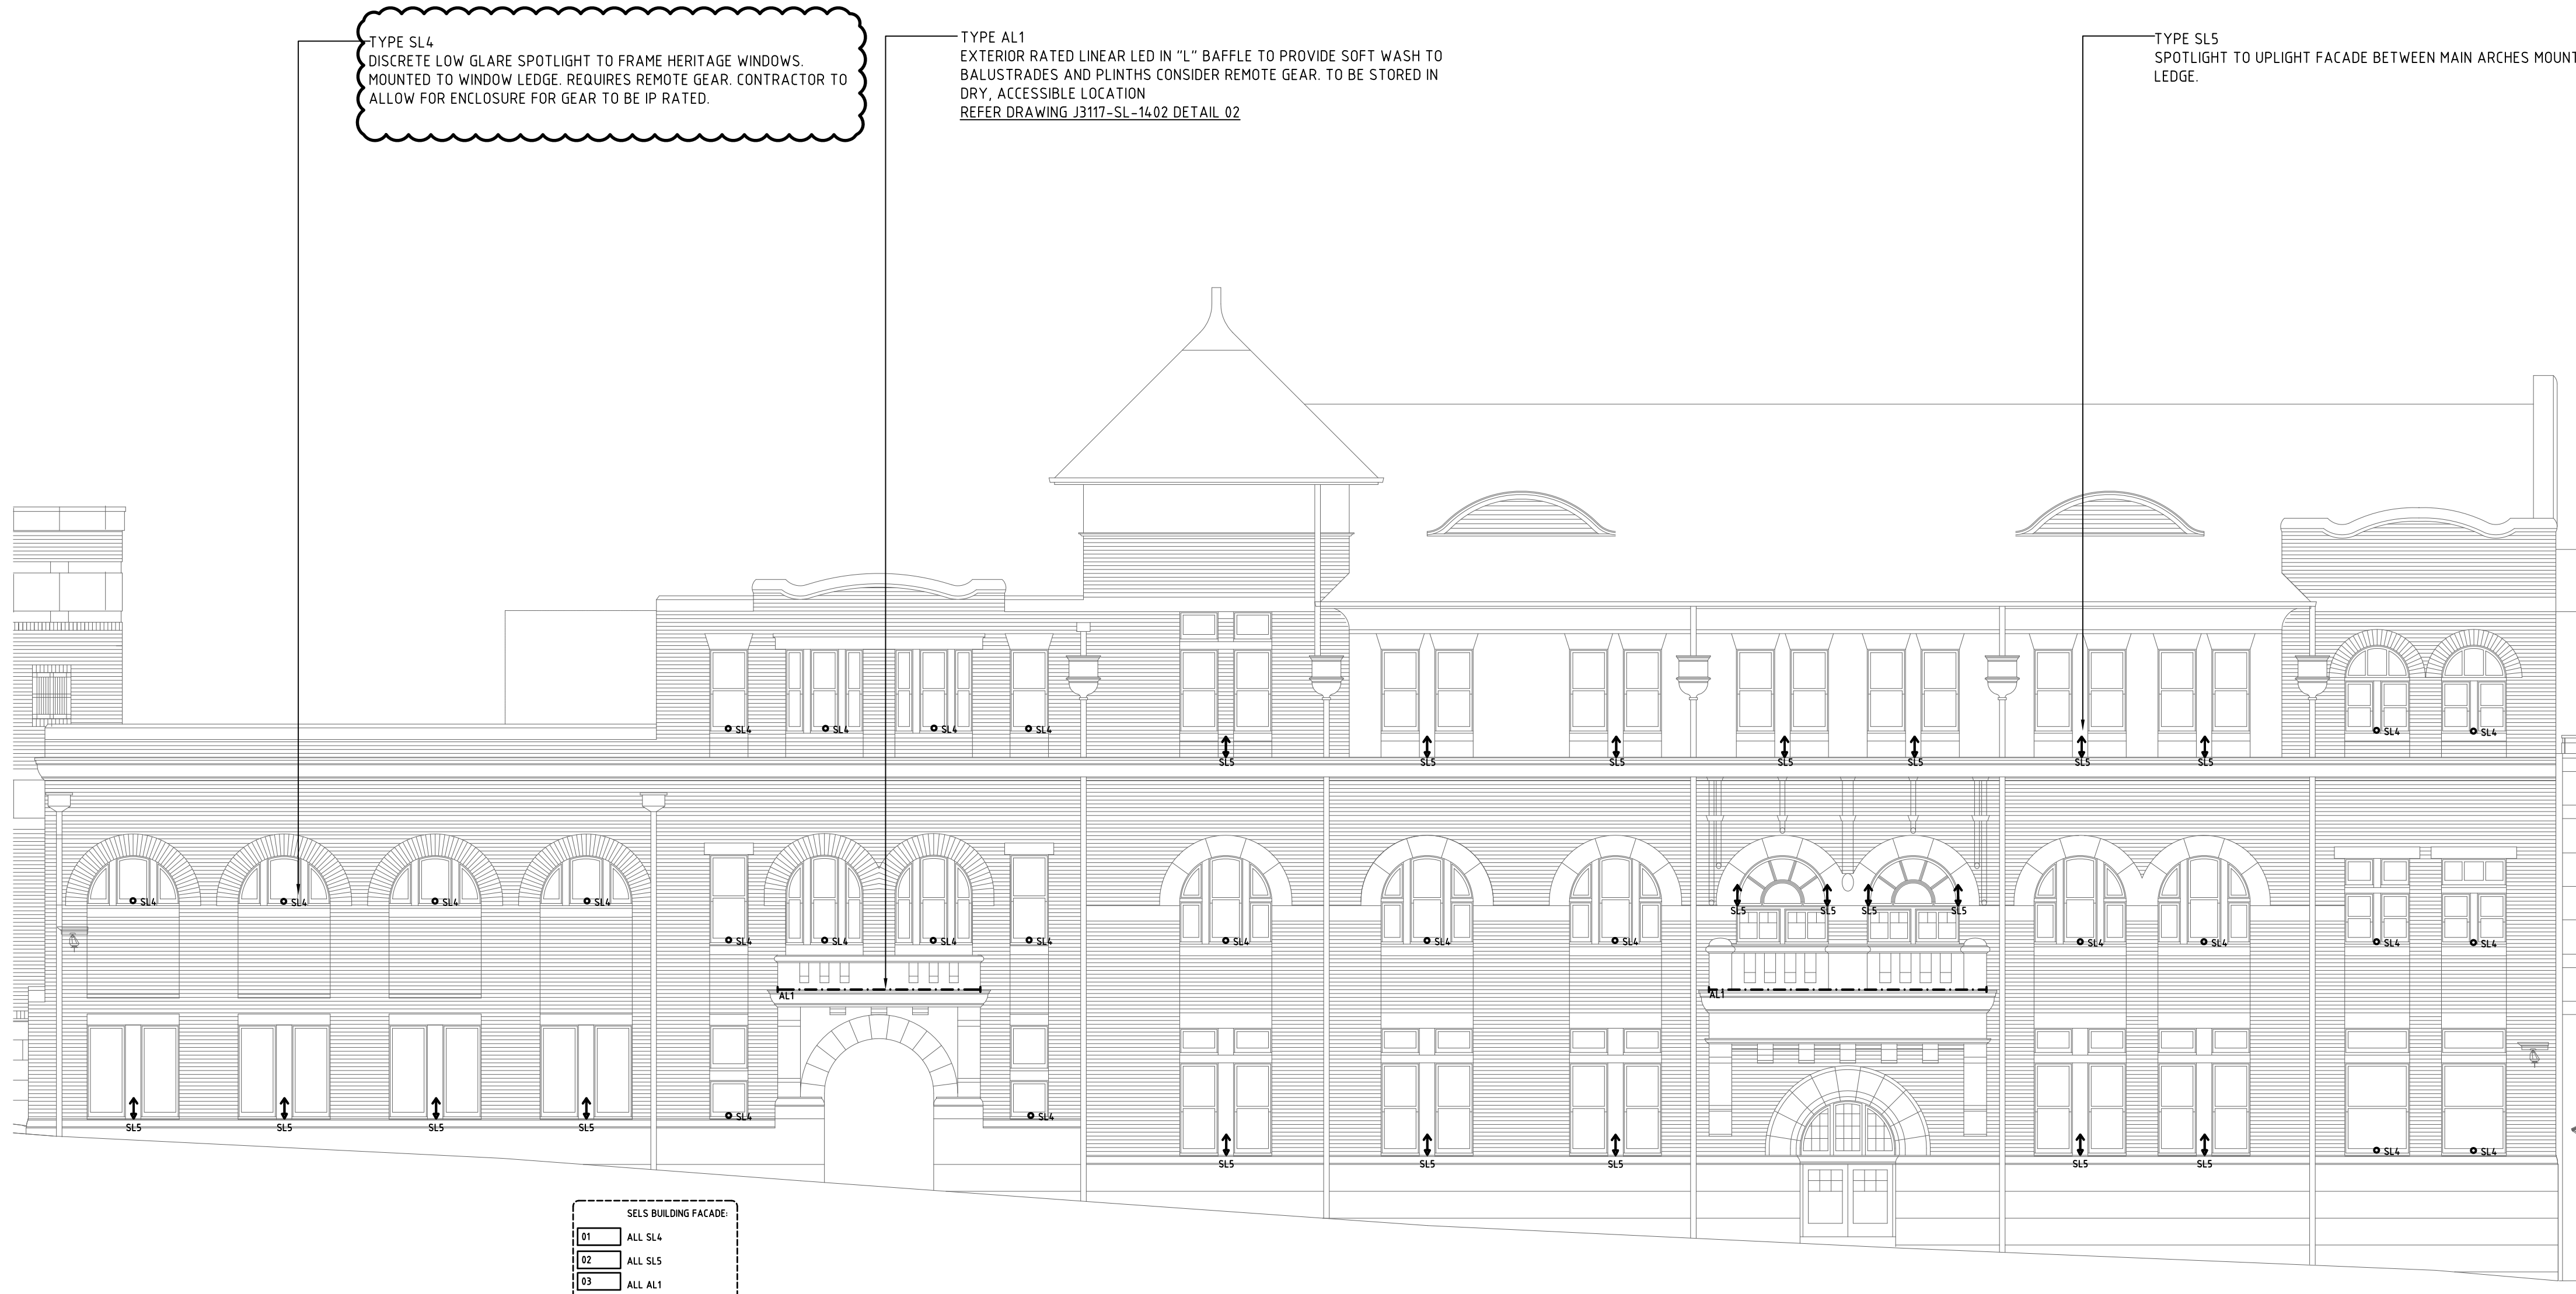 TYPE SL4
DISCRETE LOW GLARE SPOTLIGHT TO FRAME HERITAGE WINDOWS.
MOUNTED TO WINDOW LEDGE. REQUIRES REMOTE GEAR. CONTRACTOR TO
ALLOW FOR ENCLOSURE FOR GEAR TO BE IP RATED.
TYPE AL1
EXTERIOR RATED LINEAR LED IN "L" BAFFLE TO PROVIDE SOFT WASH TO
BALUSTRADES AND PLINTHS CONSIDER REMOTE GEAR. TO BE STORED IN
DRY, ACCESSIBLE LOCATION
REFER DRAWING J3117-SL-1402 DETAIL 02
TYPE SL5
SPOTLIGHT TO UPLIGHT FACADE BETWEEN MAIN ARCHES MOUNT
LEDGE.
SL4 SL4 SL4 SL4 SL4 SL4
SL5 SL5 SL5 SL5 SL5 SL5 SL5
SL4 SL4 SL4 SL4
SL5 SL5 SL5 SL5
SL4 SL4 SL4 SL4 SL4 SL4 SL4 SL4 SL4 SL4 SL4
AL1 AL1
SL5 SL5 SL5 SL5 SL4 SL4
SL5 SL5 SL5 SL5 SL5 SL4 SL4
SELS BUILDING FACADE:
01 ALL SL4
02 ALL SL5
03 ALL AL1